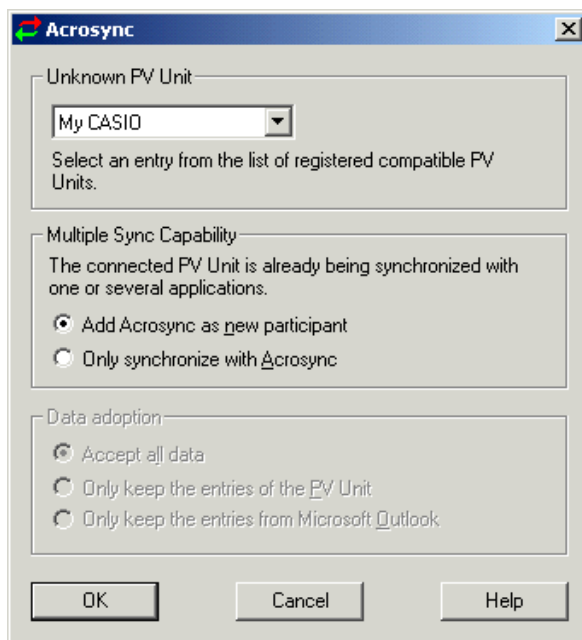 Acrosync
Unknown PV Unit
My CASIO
Select an entry from the list of registered compatible PV
Units.
Multiple Sync Capability
The connected PV Unit is already being synchronized with
one or several applications.
Add Acrosync as new participant
Only synchronize with Acrosync
Data adoption
Accept all data
Only keep the entries of the PV Unit
Only keep the entries from Microsoft Outlook
OK Cancel Help